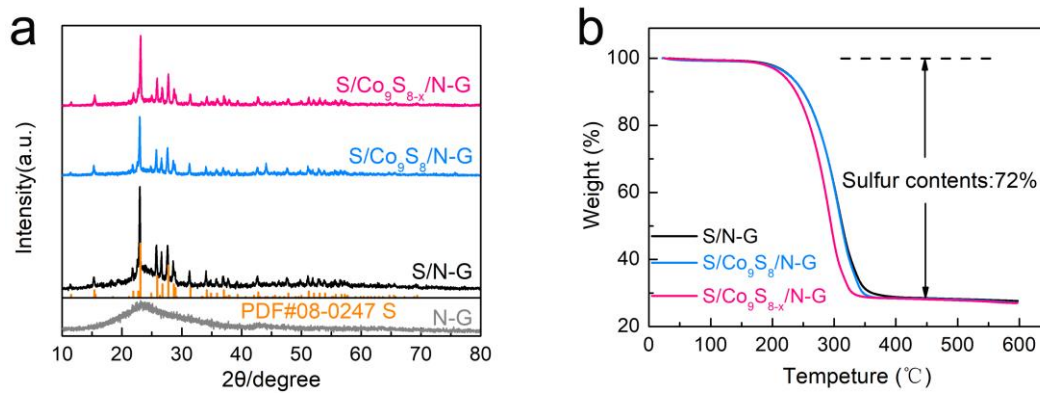 a
Intensity(a.u.)
S/Co₉S₈₋ₓ/N-G
S/Co₉S₈/N-G
S/N-G
PDF#08-0247 S
N-G
10 20 30 40 50 60 70 80
2θ/degree
b
Weight (%)
100
80
60
40
20
Sulfur contents:72%
S/N-G
S/Co₉S₈/N-G
S/Co₉S₈₋ₓ/N-G
0 100 200 300 400 500 600
Tempeture (℃)